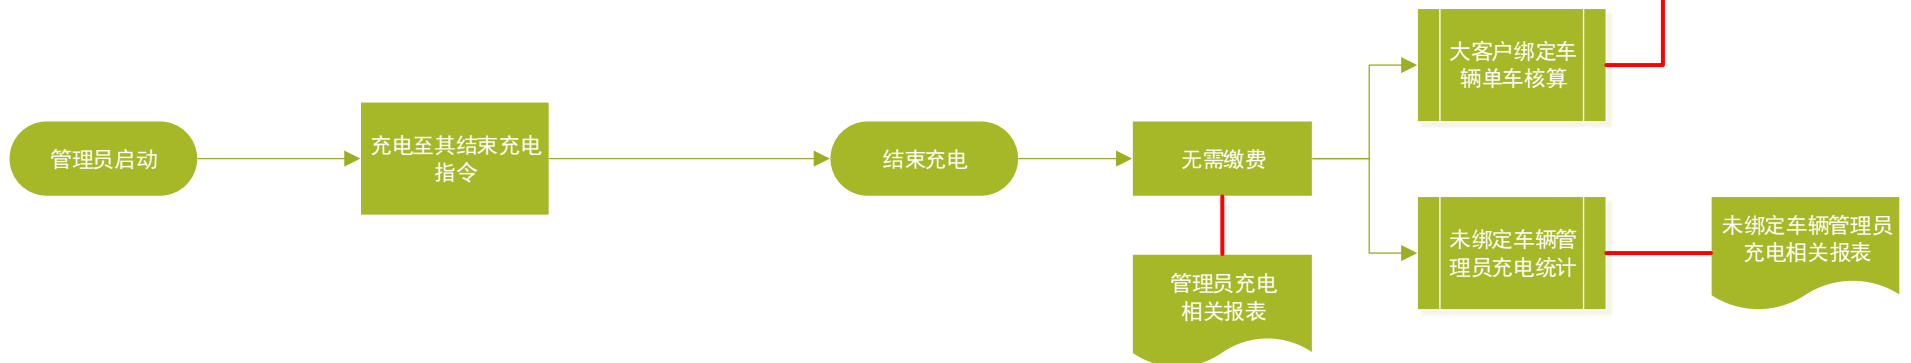 管理员启动
充电至其结束充电
指令
结束充电
无需缴费
管理员充电
相关报表
大客户绑定车
辆单车核算
未绑定车辆管
理员充电统计
未绑定车辆管理员
充电相关报表